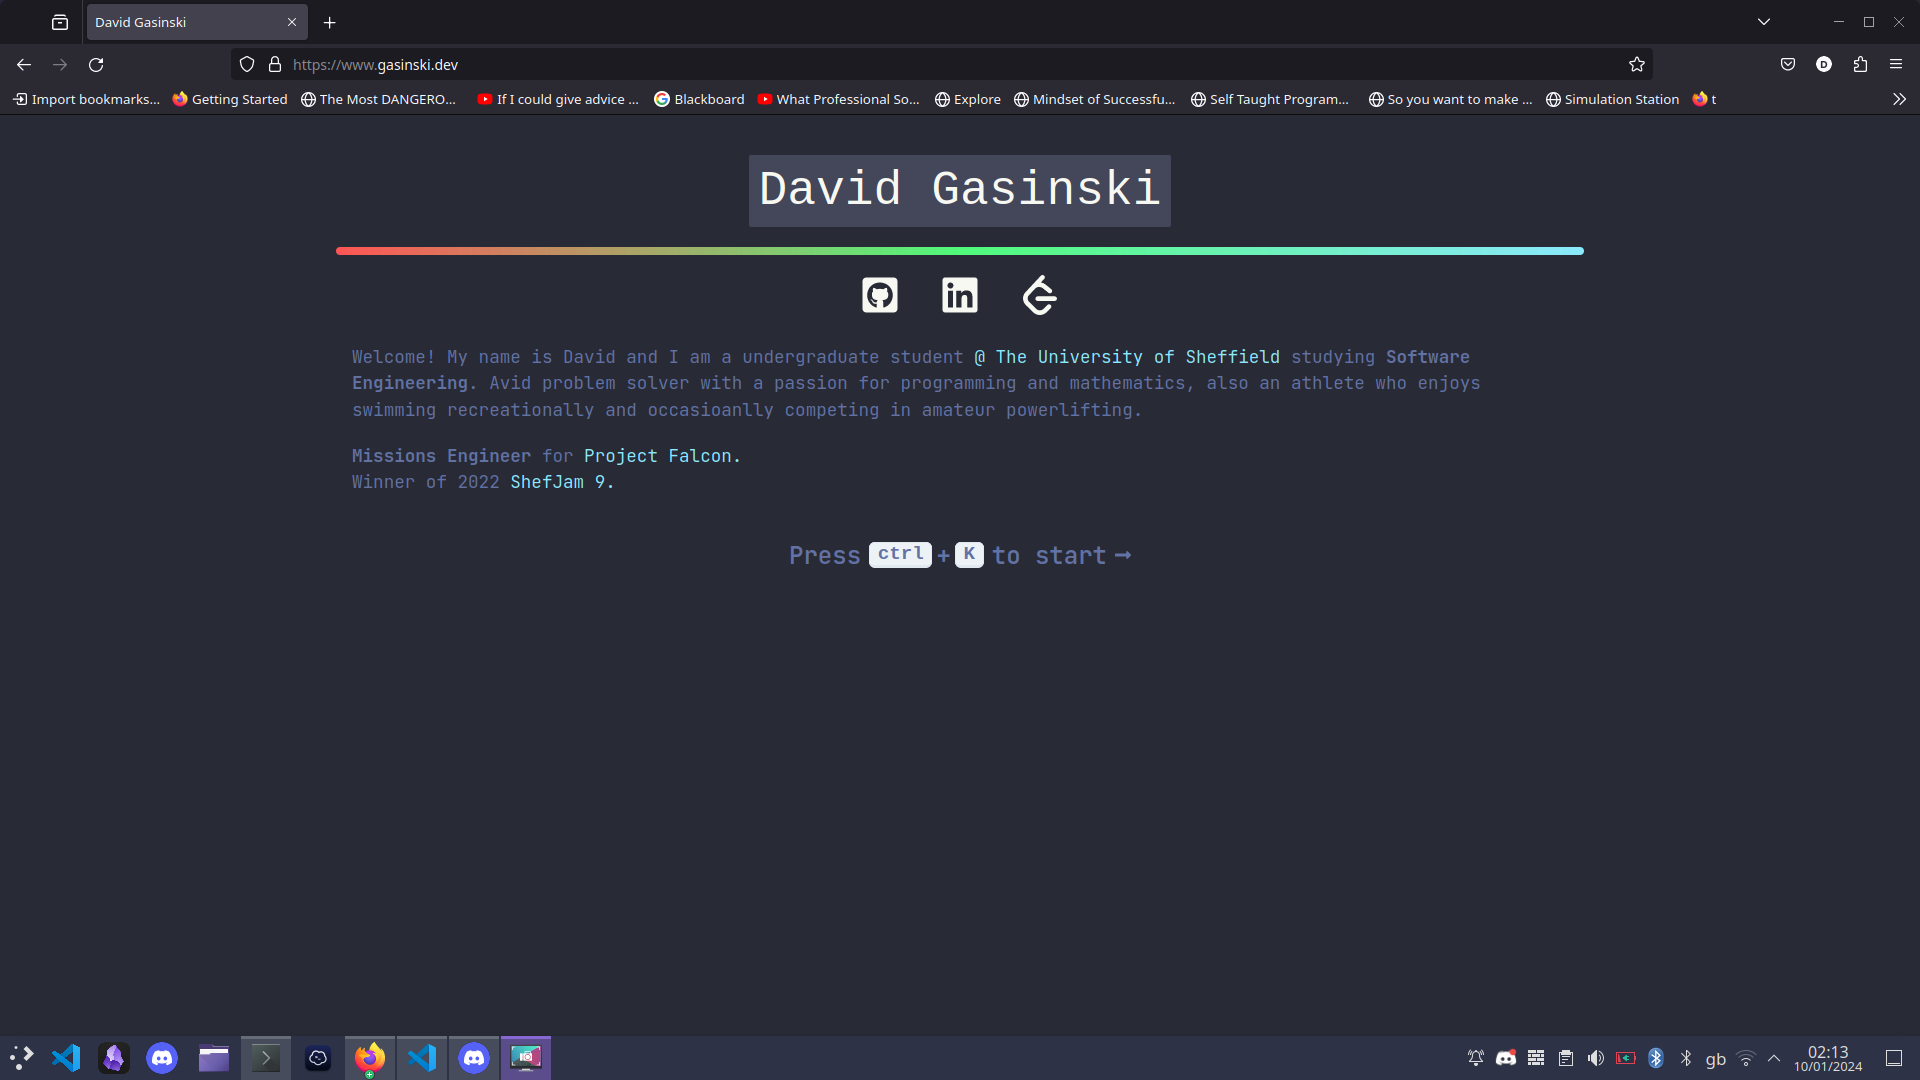 David Gasinski
https://www.gasinski.dev
Import bookmarks... Getting Started The Most DANGERO... If I could give advice ... Blackboard What Professional So... Explore Mindset of Successfu... Self Taught Program... So you want to make ... Simulation Station t
David Gasinski
Welcome! My name is David and I am a undergraduate student @ The University of Sheffield studying Software
Engineering. Avid problem solver with a passion for programming and mathematics, also an athlete who enjoys
swimming recreationally and occasioanlly competing in amateur powerlifting.
Missions Engineer for Project Falcon.
Winner of 2022 ShefJam 9.
Press ctrl + K to start →
gb 02:13
10/01/2024